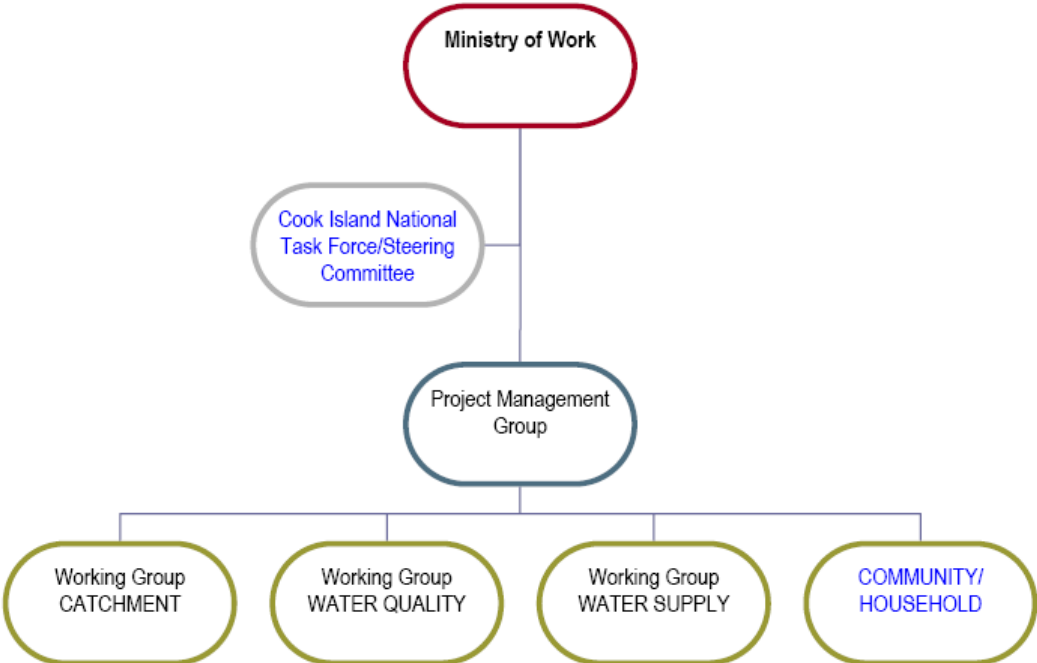 Ministry of Work
Cook Island National
Task Force/Steering
Committee
Project Management
Group
Working Group
CATCHMENT
Working Group
WATER QUALITY
Working Group
WATER SUPPLY
COMMUNITY/
HOUSEHOLD